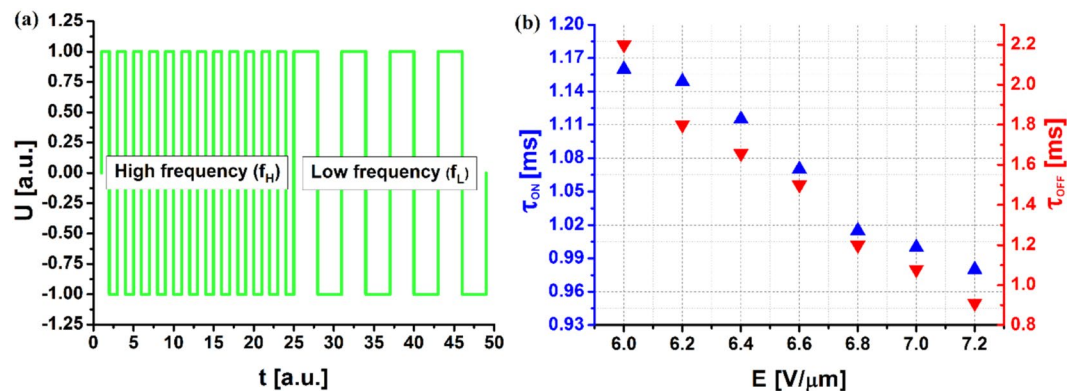 (a)
1.25
1.00
0.75
0.50
0.25
0.00
-0.25
-0.50
-0.75
-1.00
-1.25
U [a.u.]
High frequency (fH)
Low frequency (fL)
0 5 10 15 20 25 30 35 40 45 50
t [a.u.]
(b)
1.20
1.17
1.14
1.11
1.08
1.05
1.02
0.99
0.96
0.93
τON [ms]
2.2
2.0
1.8
1.6
1.4
1.2
1.0
0.8
τOFF [ms]
6.0 6.2 6.4 6.6 6.8 7.0 7.2
E [V/μm]